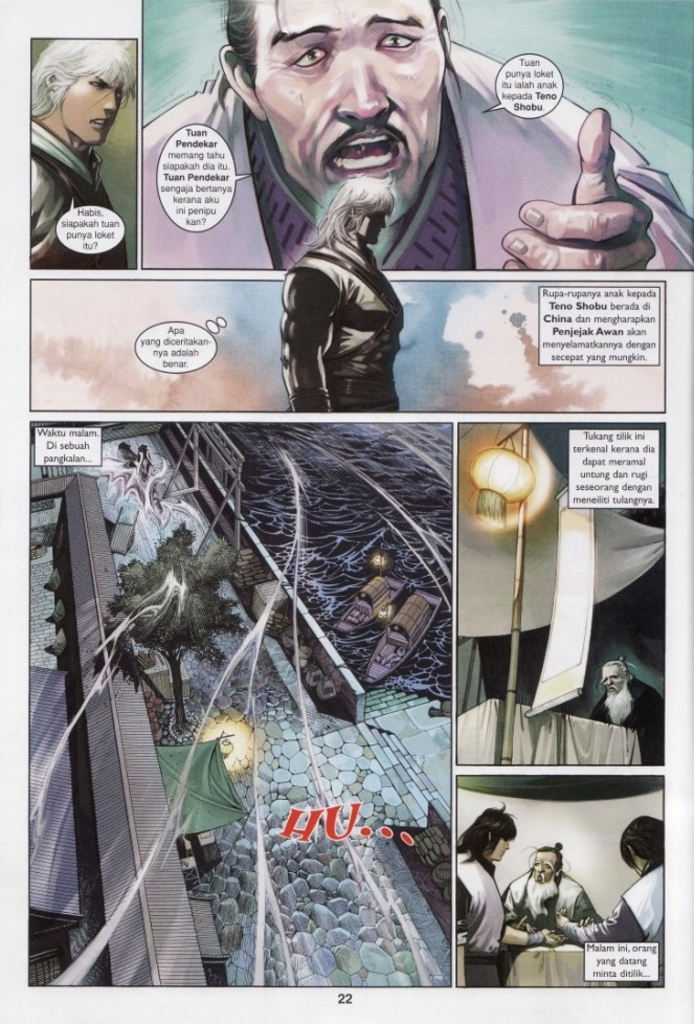 Habis,
siapakah tuan
punya loket
itu?
Tuan
punya loket
itu ialah anak
kepada Teno
Shobu.
Tuan
Pendekar
memang tahu
siapakah dia itu.
Tuan Pendekar
sengaja bertanya
kerana aku
ini penipu
kan?
Apa
yang diceritakan-
nya adalah
benar.
Rupa-rupanya anak kepada
Teno Shobu berada di
China dan mengharapkan
Penjejak Awan akan
menyelamatkannya dengan
secepat yang mungkin.
Waktu malam.
Di sebuah
pangkalan...
HU...
Tukang tilik ini
terkenal kerana dia
dapat meramal
untung dan rugi
seseorang dengan
meneiliti tulangnya.
Malam ini, orang
yang datang
minta ditilik...
22